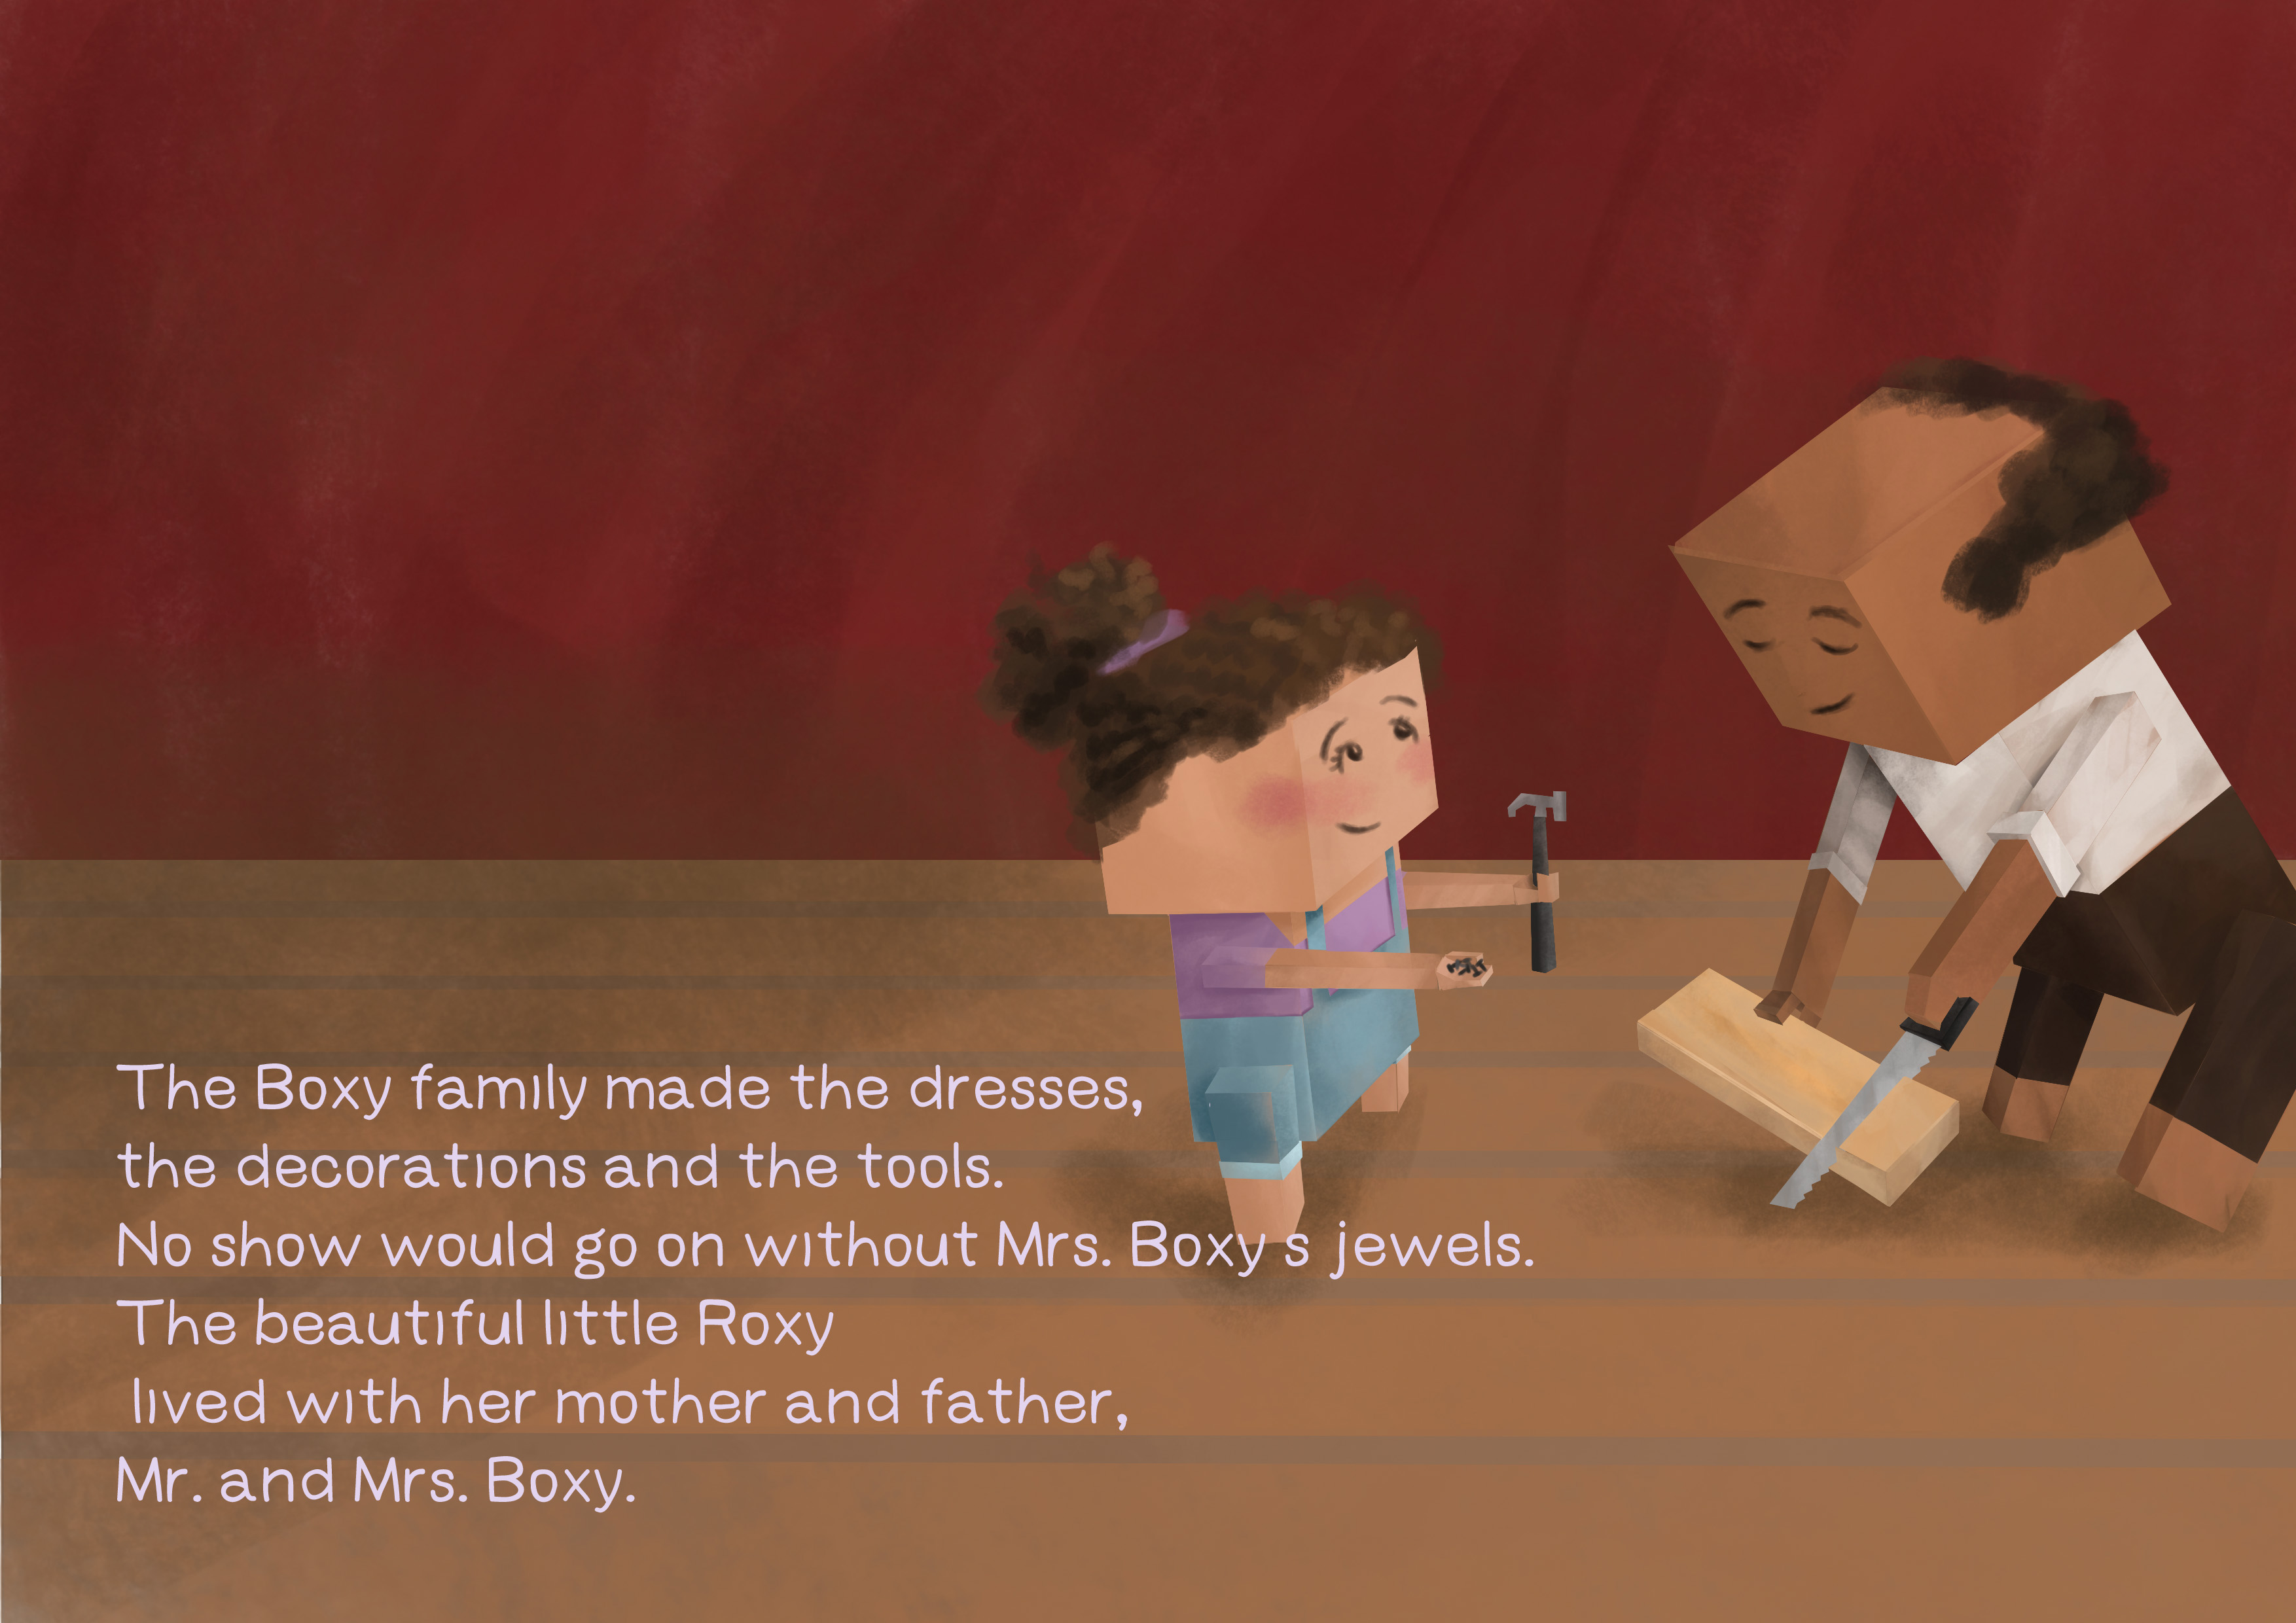 The Boxy family made the dresses,
the decorations and the tools.
No show would go on without Mrs. Boxy s jewels.
The beautiful little Roxy
lived with her mother and father,
Mr. and Mrs. Boxy.